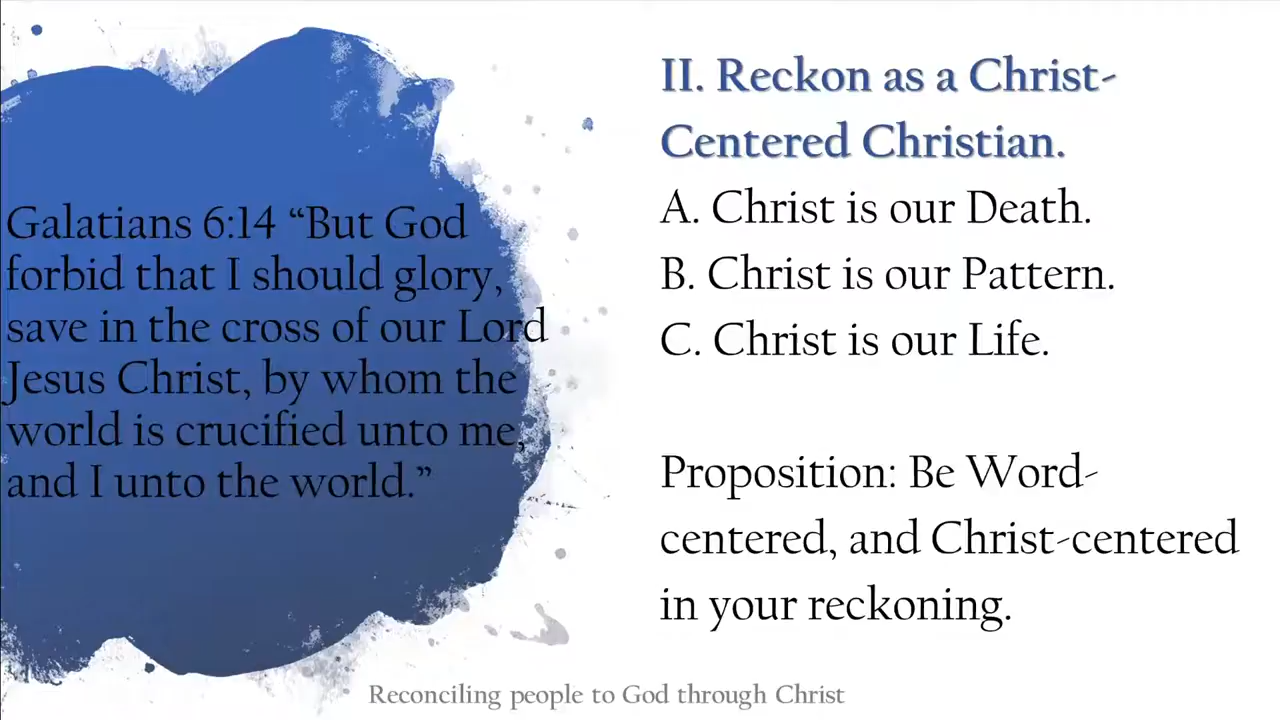 Galatians 6:14 “But God
forbid that I should glory,
save in the cross of our Lord
Jesus Christ, by whom the
world is crucified unto me,
and I unto the world.”
II. Reckon as a Christ-
Centered Christian.
A. Christ is our Death.
B. Christ is our Pattern.
C. Christ is our Life.
Proposition: Be Word-
centered, and Christ-centered
in your reckoning.
Reconciling people to God through Christ